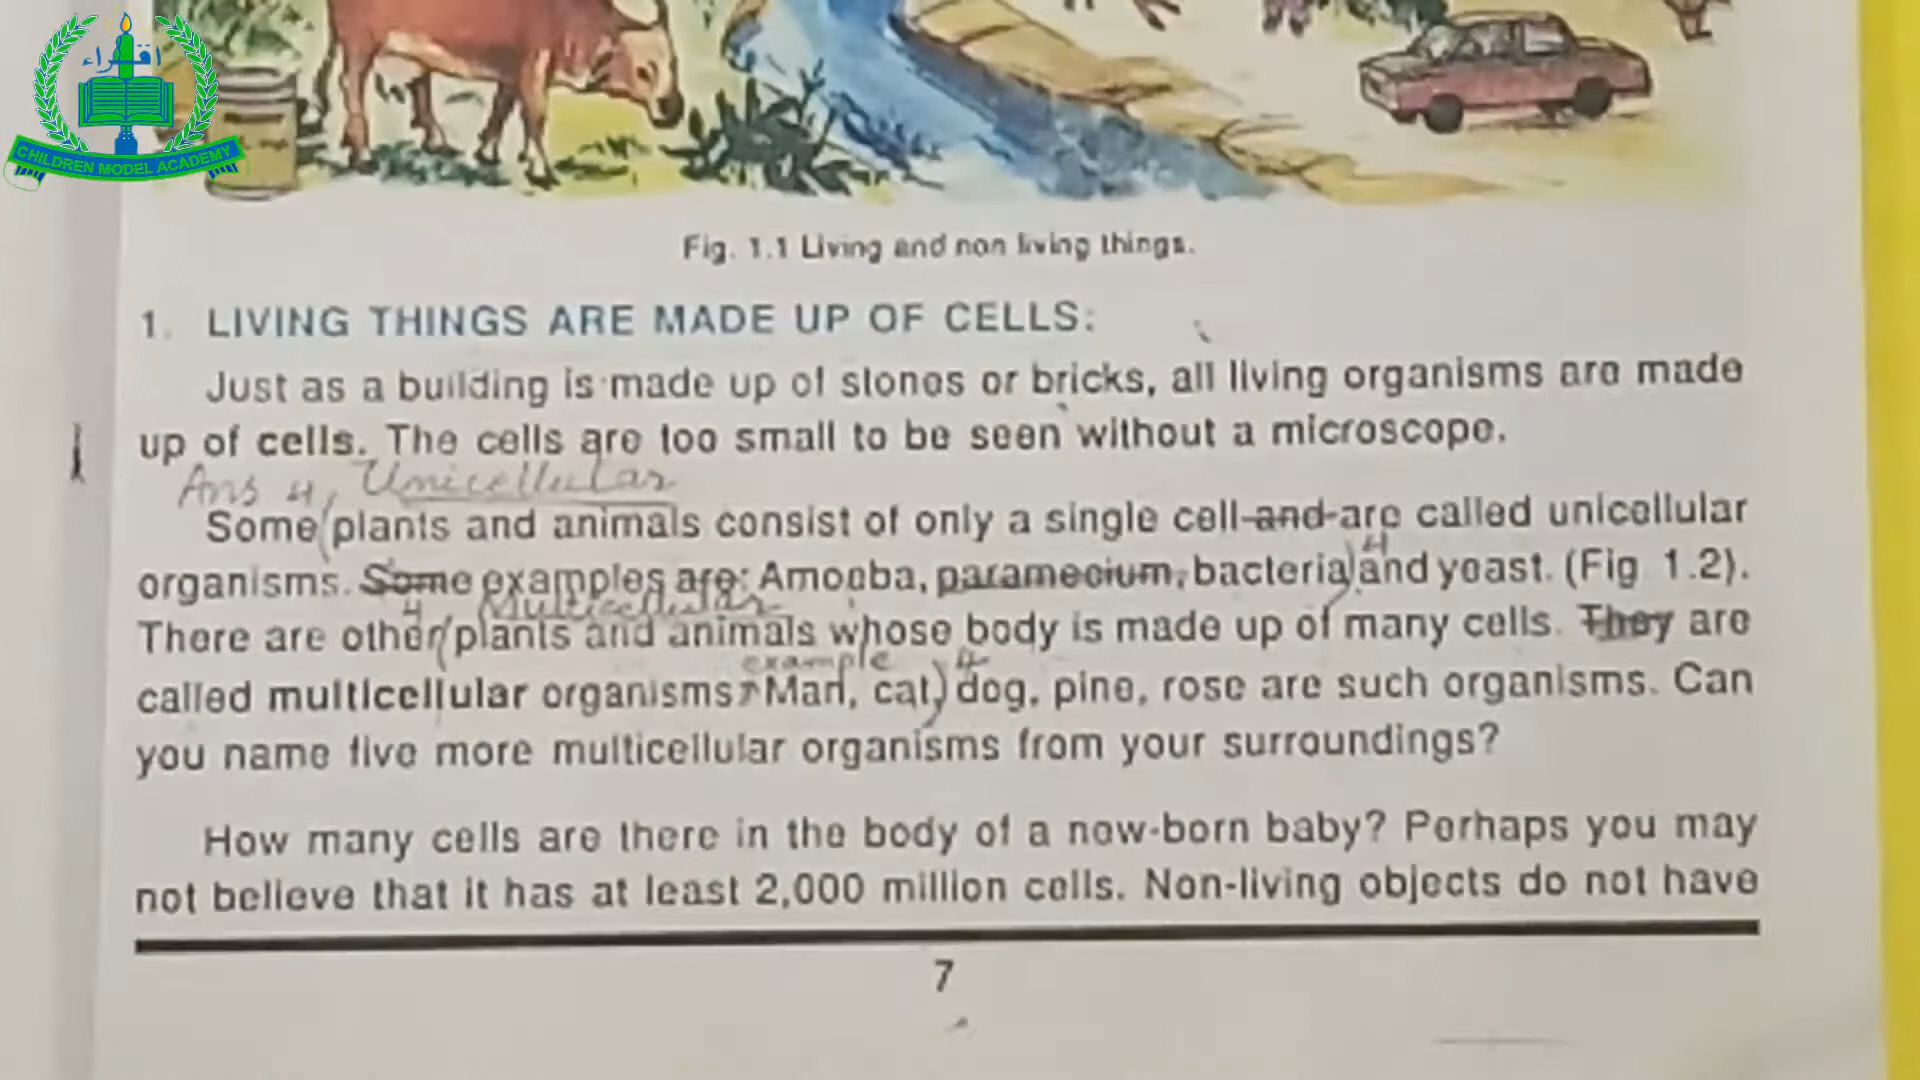 اقراء
CHILDREN MODEL ACADEMY
Fig. 1.1 Living and non living things.
1. LIVING THINGS ARE MADE UP OF CELLS:
Just as a building is made up of stones or bricks, all living organisms are made
up of cells. The cells are too small to be seen without a microscope.
Ans 4, Unicellular
Some plants and animals consist of only a single cell and are called unicellular
4
organisms. Some examples are: Amoeba, paramecium, bacteria, and yeast. (Fig 1.2).
4 Multicellular
There are other plants and animals whose body is made up of many cells. They are
example 4
called multicellular organisms. Man, cat, dog, pine, rose are such organisms. Can
you name five more multicellular organisms from your surroundings?
How many cells are there in the body of a new-born baby? Perhaps you may
not believe that it has at least 2,000 million cells. Non-living objects do not have
7